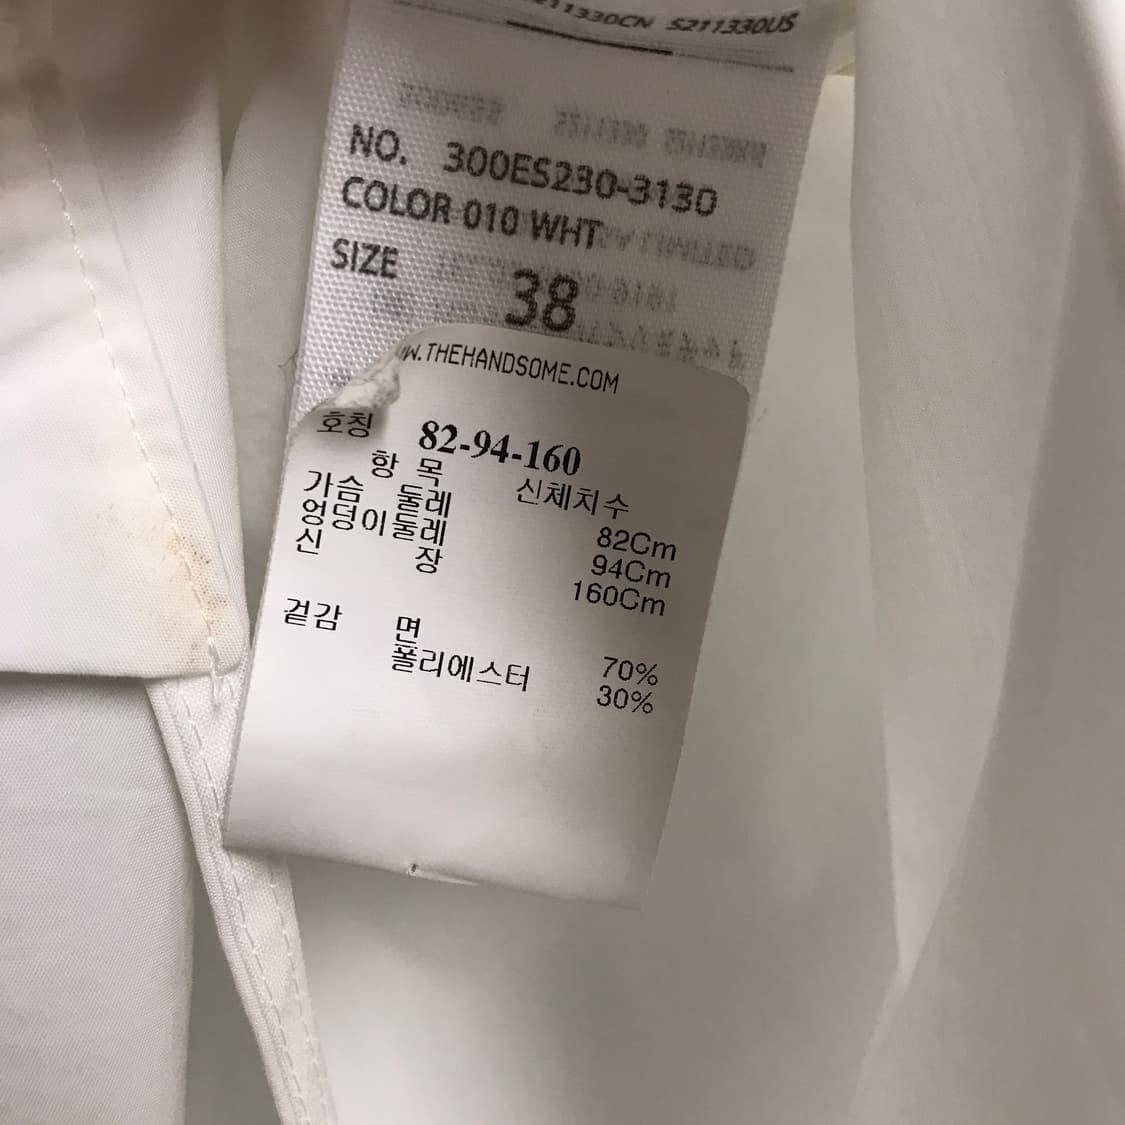 11330CN S211330US
NO. 300ES230-3130
COLOR 010 WHT
SIZE 38
W.THEHANDSOME.COM
호칭 82-94-160
항 목 신체치수
가슴 둘레 82Cm
엉덩이둘레 94Cm
신 장 160Cm
겉감 면 70%
폴리에스터 30%